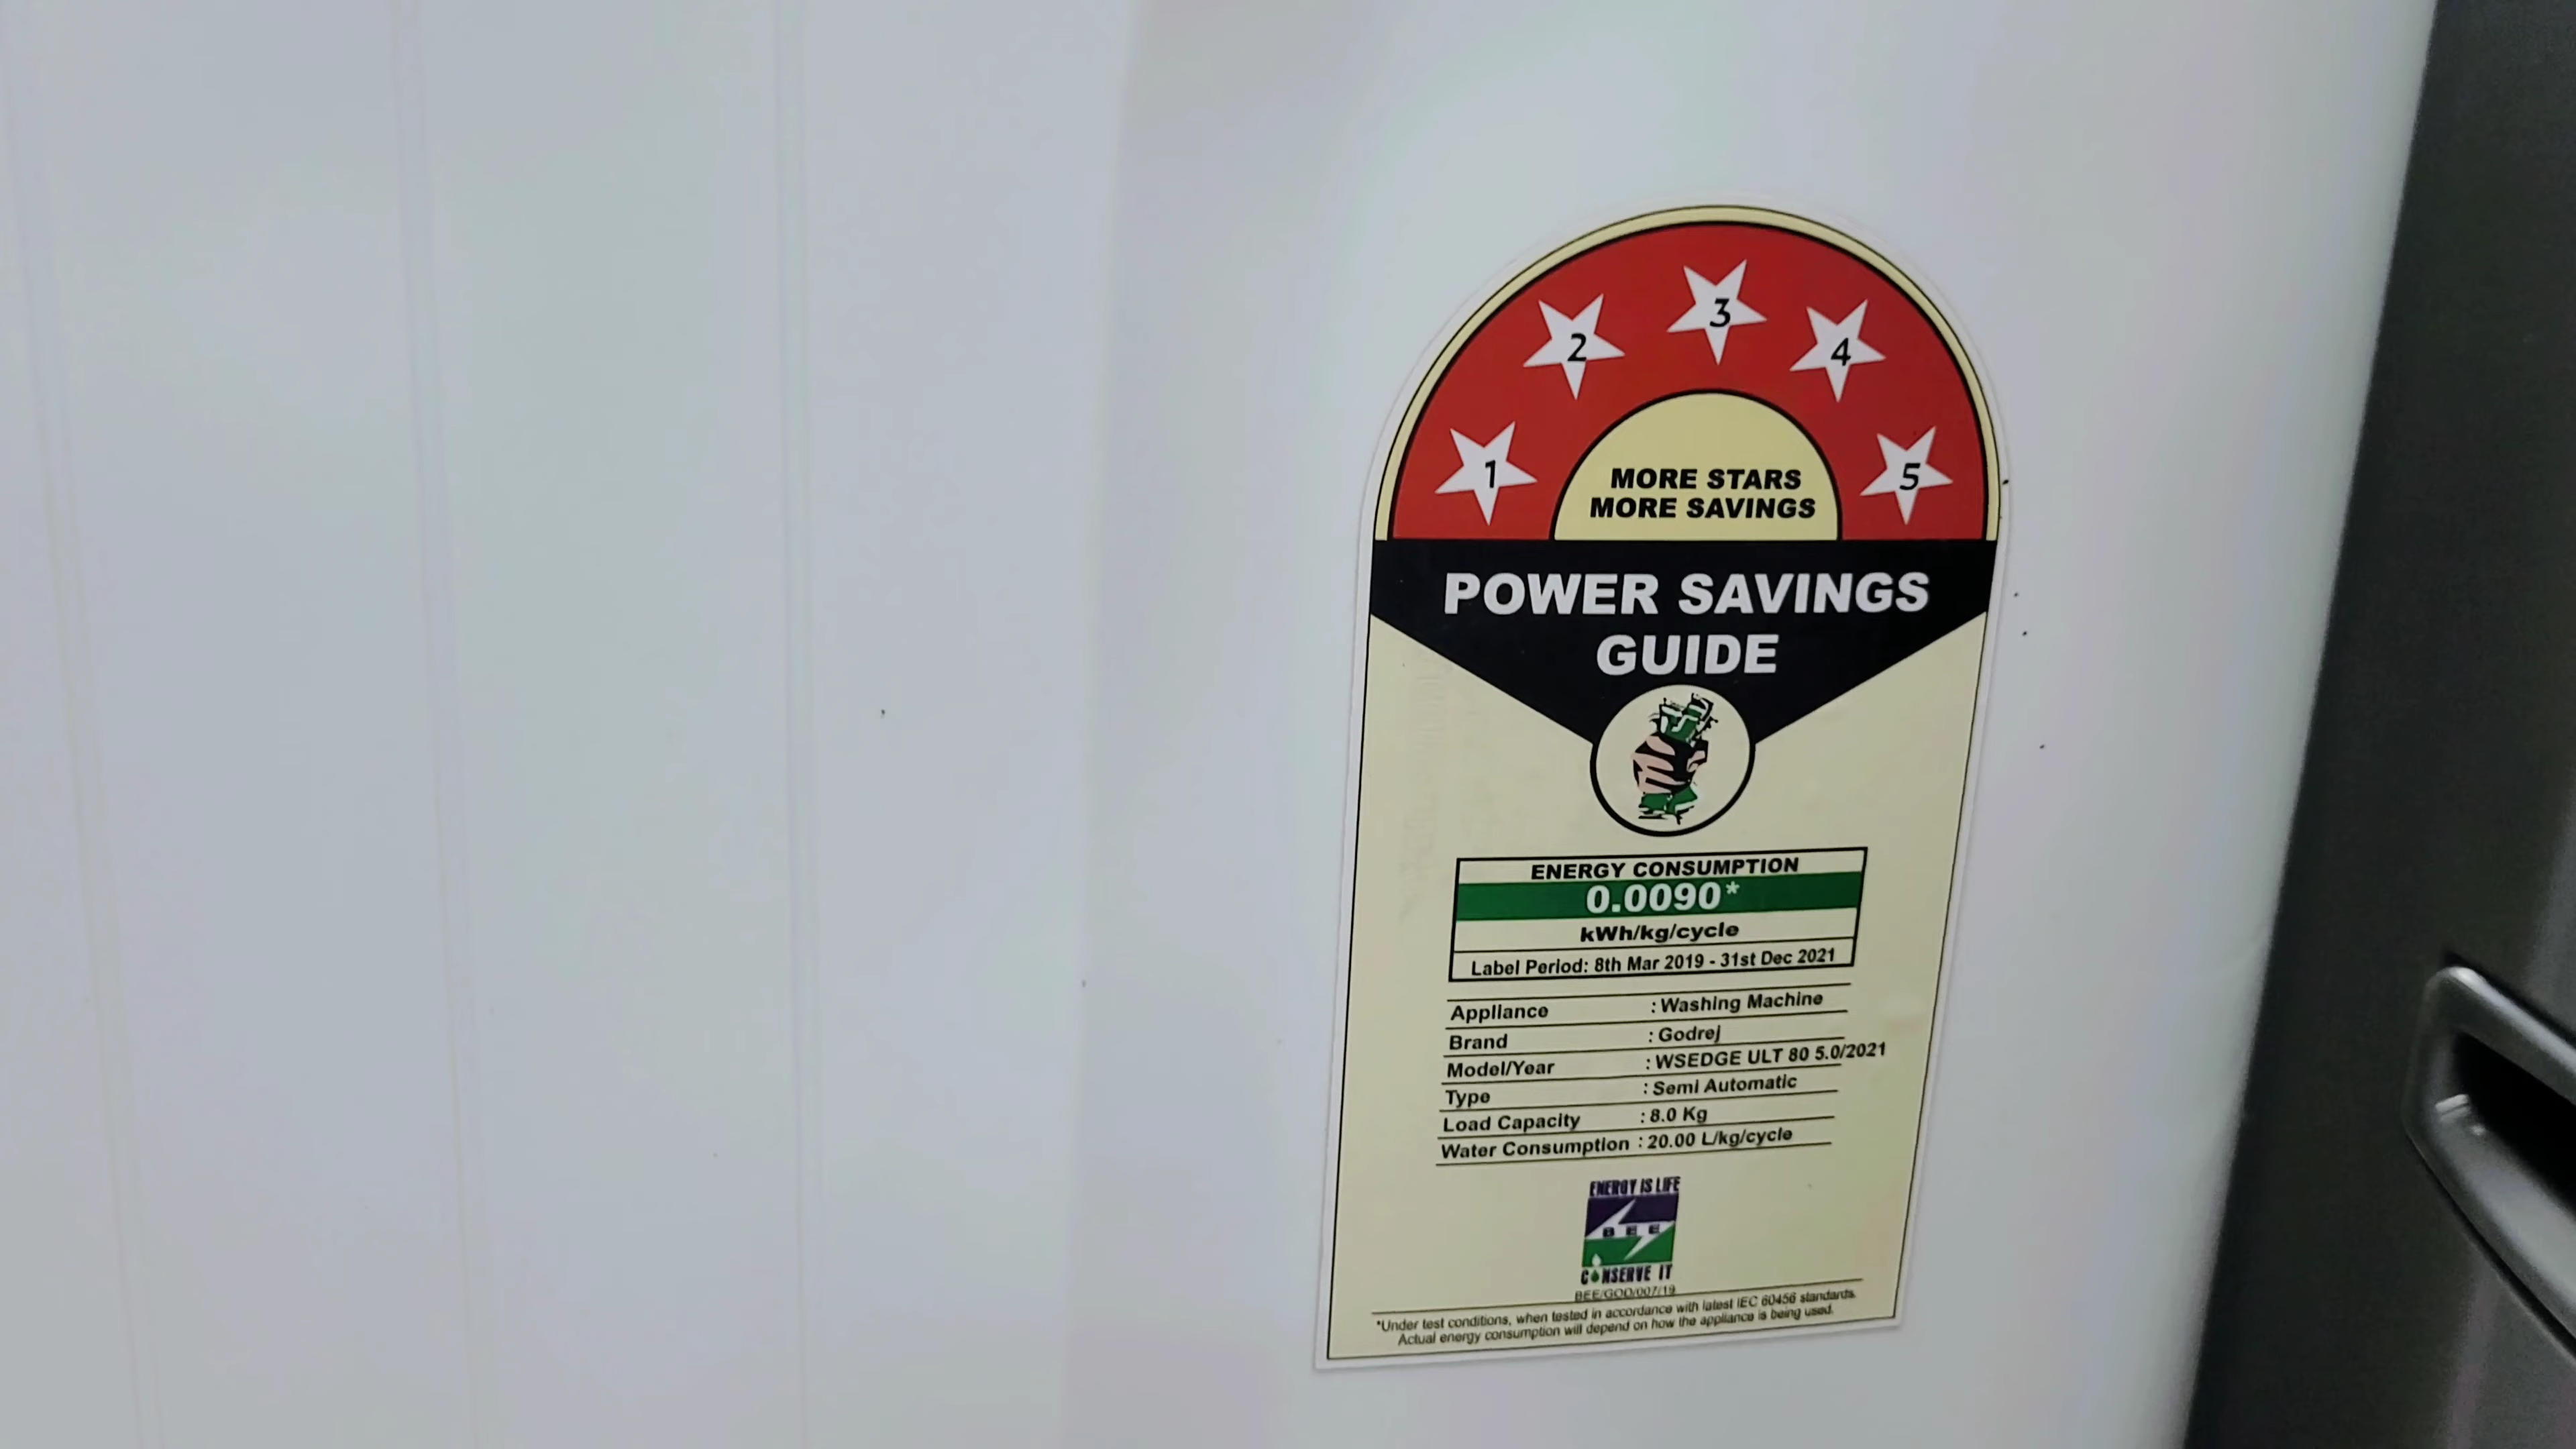 1 2 3 4 5
MORE STARS
MORE SAVINGS
POWER SAVINGS
GUIDE
ENERGY CONSUMPTION
0.0090*
kWh/kg/cycle
Label Period: 8th Mar 2019 - 31st Dec 2021
Appliance : Washing Machine
Brand : Godrej
Model/Year : WSEDGE ULT 80 5.0/2021
Type : Semi Automatic
Load Capacity : 8.0 Kg
Water Consumption : 20.00 L/kg/cycle
ENERGY IS LIFE
BEE
CONSERVE IT
BEE/GOD/007/19
*Under test conditions, when tested in accordance with latest IEC 60456 standards.
Actual energy consumption will depend on how the appliance is being used.